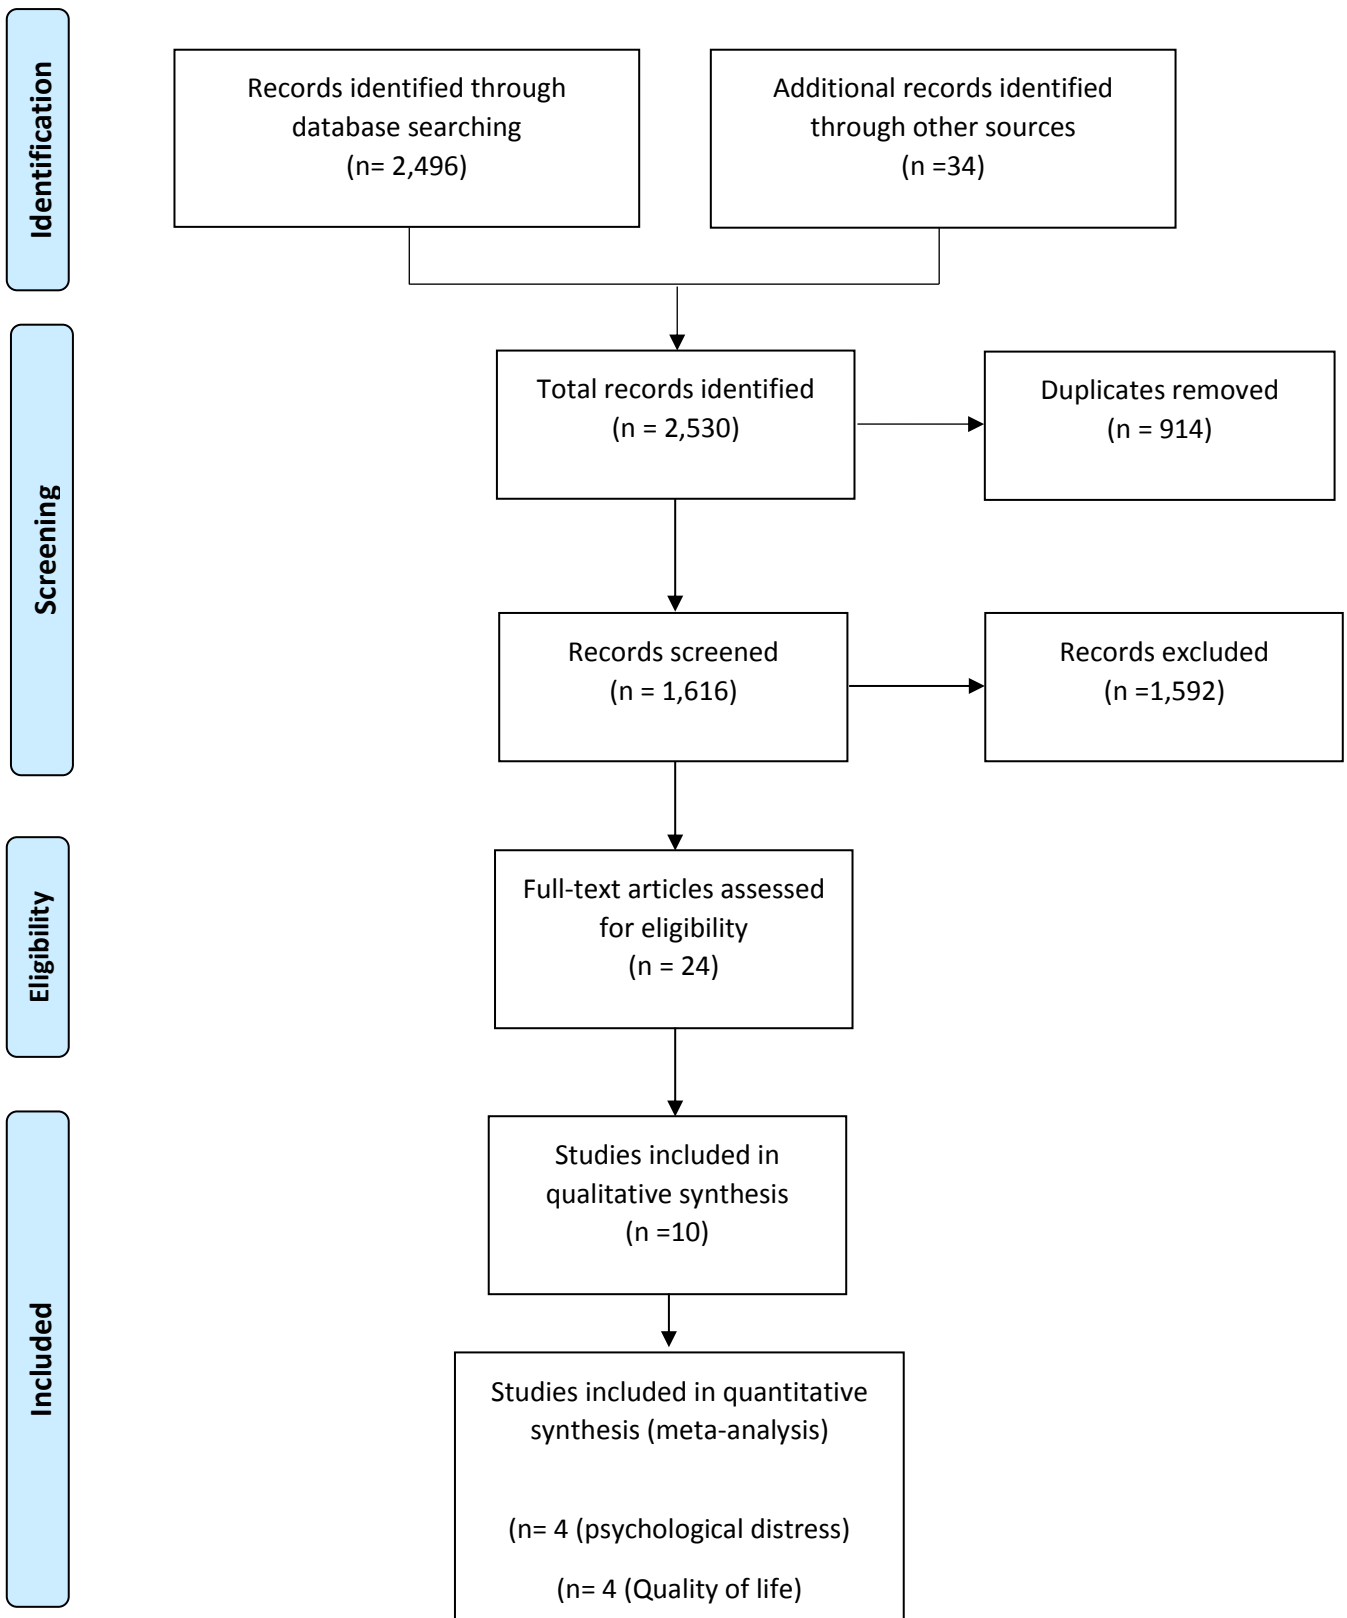 Identification
Records identified through
database searching
(n= 2,496)
Additional records identified
through other sources
(n =34)
Screening
Total records identified
(n = 2,530)
Duplicates removed
(n = 914)
Records screened
(n = 1,616)
Records excluded
(n =1,592)
Eligibility
Full-text articles assessed
for eligibility
(n = 24)
Included
Studies included in
qualitative synthesis
(n =10)
Studies included in quantitative
synthesis (meta-analysis)
(n= 4 (psychological distress)
(n= 4 (Quality of life)